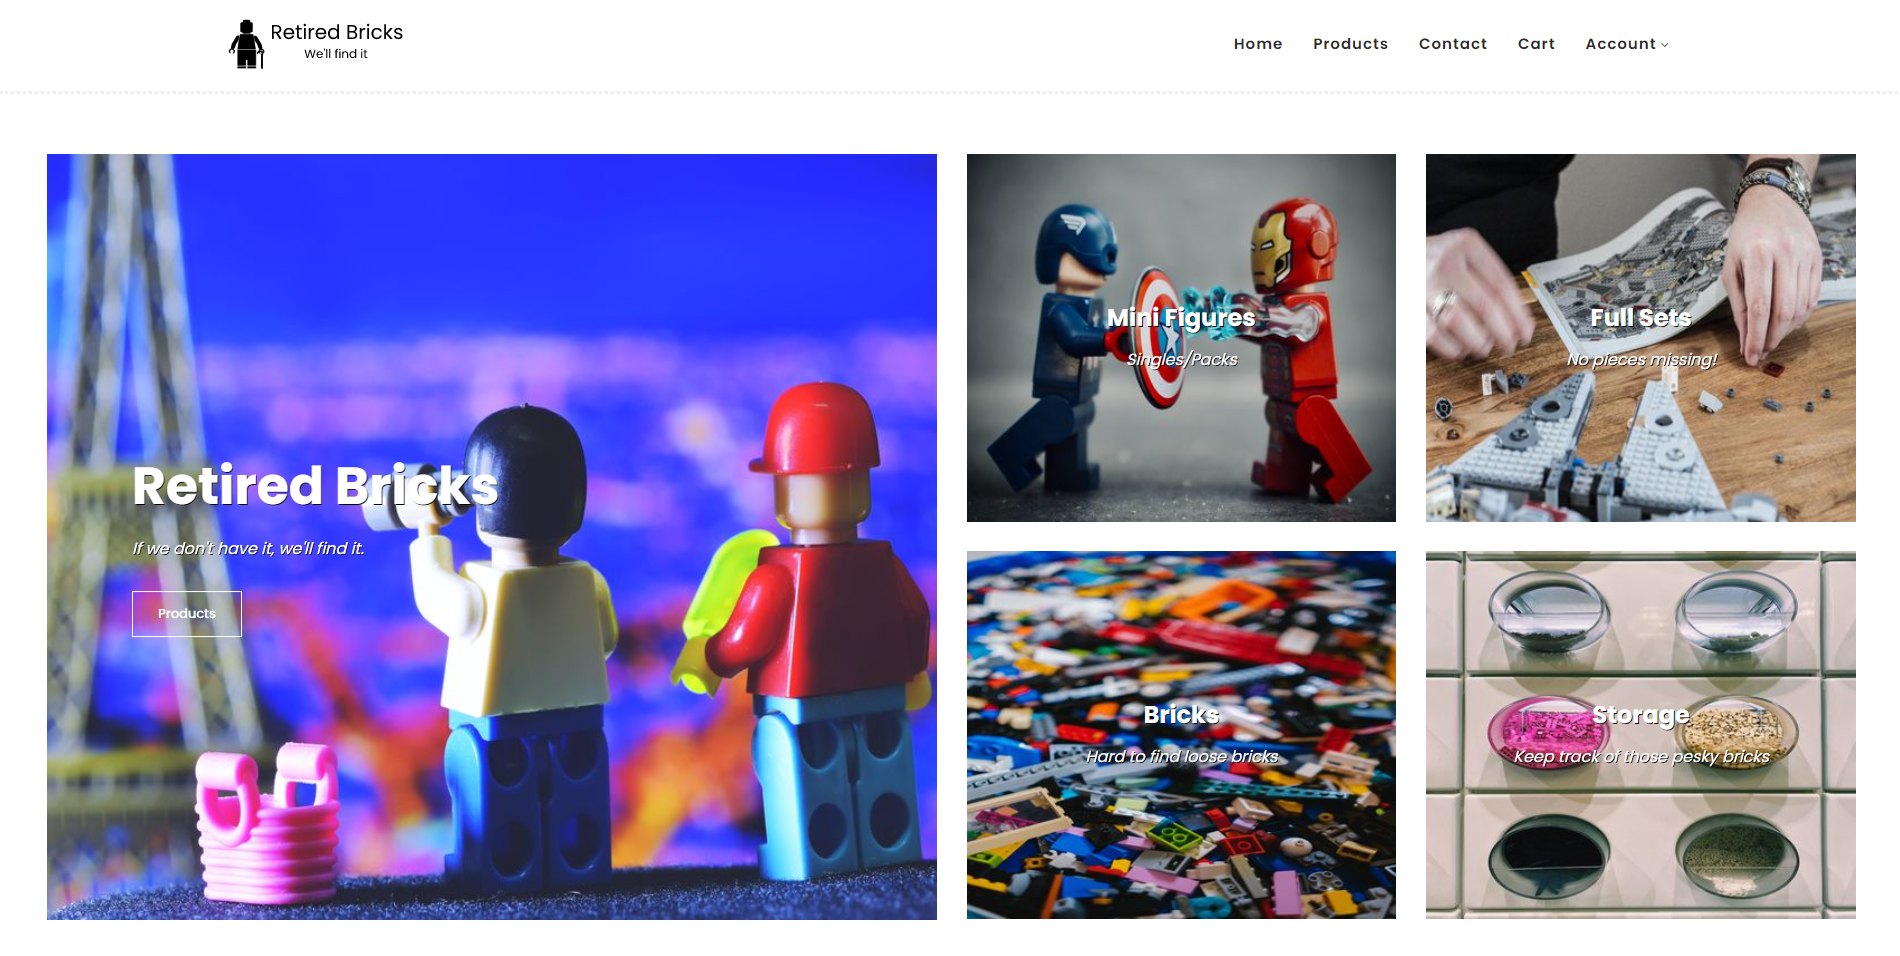 Retired Bricks
We'll find it
Home Products Contact Cart Account
Retired Bricks
If we don't have it, we'll find it.
Products
Mini Figures
Singles/Packs
Full Sets
No pieces missing!
Bricks
Hard to find loose bricks
Storage
Keep track of those pesky bricks